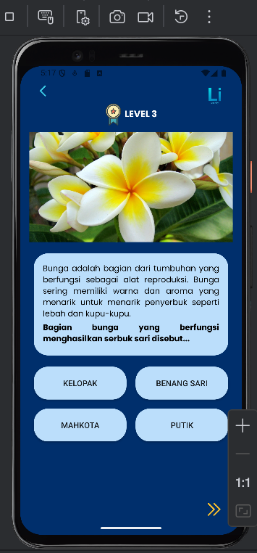 Li
LEVEL 3
Bunga adalah bagian dari tumbuhan yang
berfungsi sebagai alat reproduksi. Bunga
sering memiliki warna dan aroma yang
menarik untuk menarik penyerbuk seperti
lebah dan kupu-kupu.
Bagian bunga yang berfungsi
menghasilkan serbuk sari disebut...
KELOPAK
BENANG SARI
MAHKOTA
PUTIK
1:1